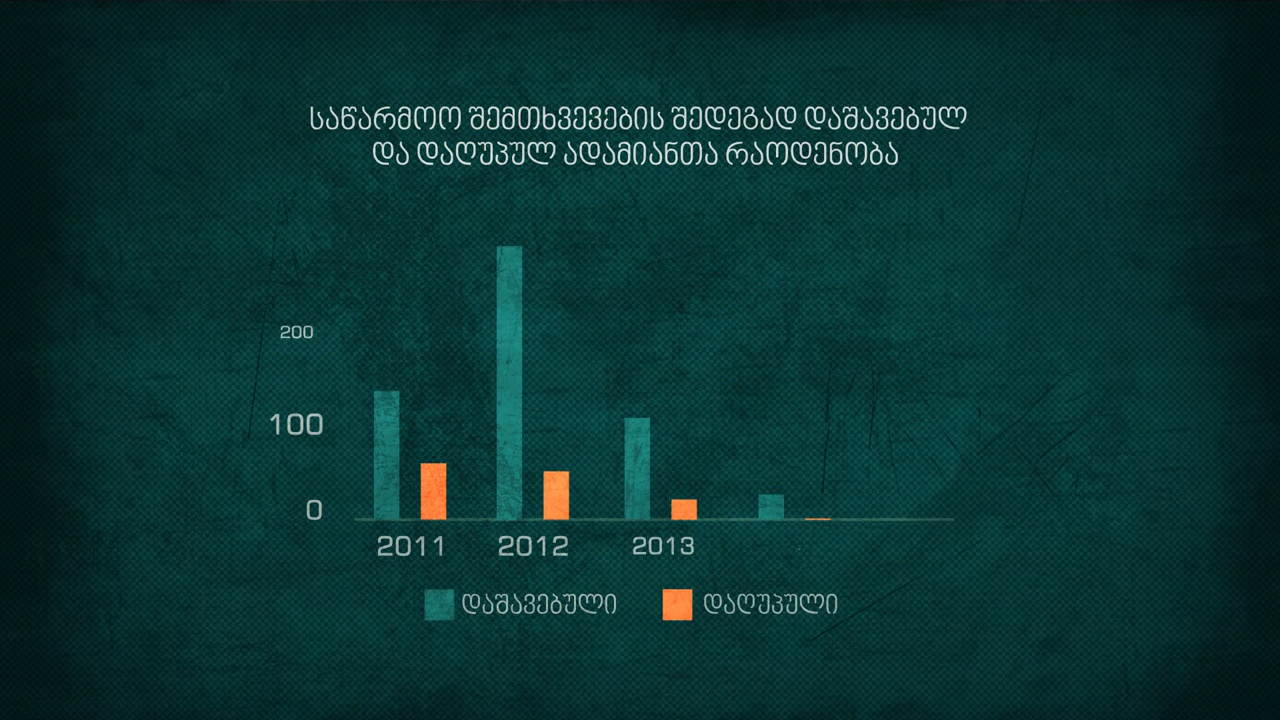 საწარმოო შემთხვევების შედეგად დაშავებულ
და დაღუპულ ადამიანთა რაოდენობა
200
100
0
2011 2012 2013
დაშავებული დაღუპული